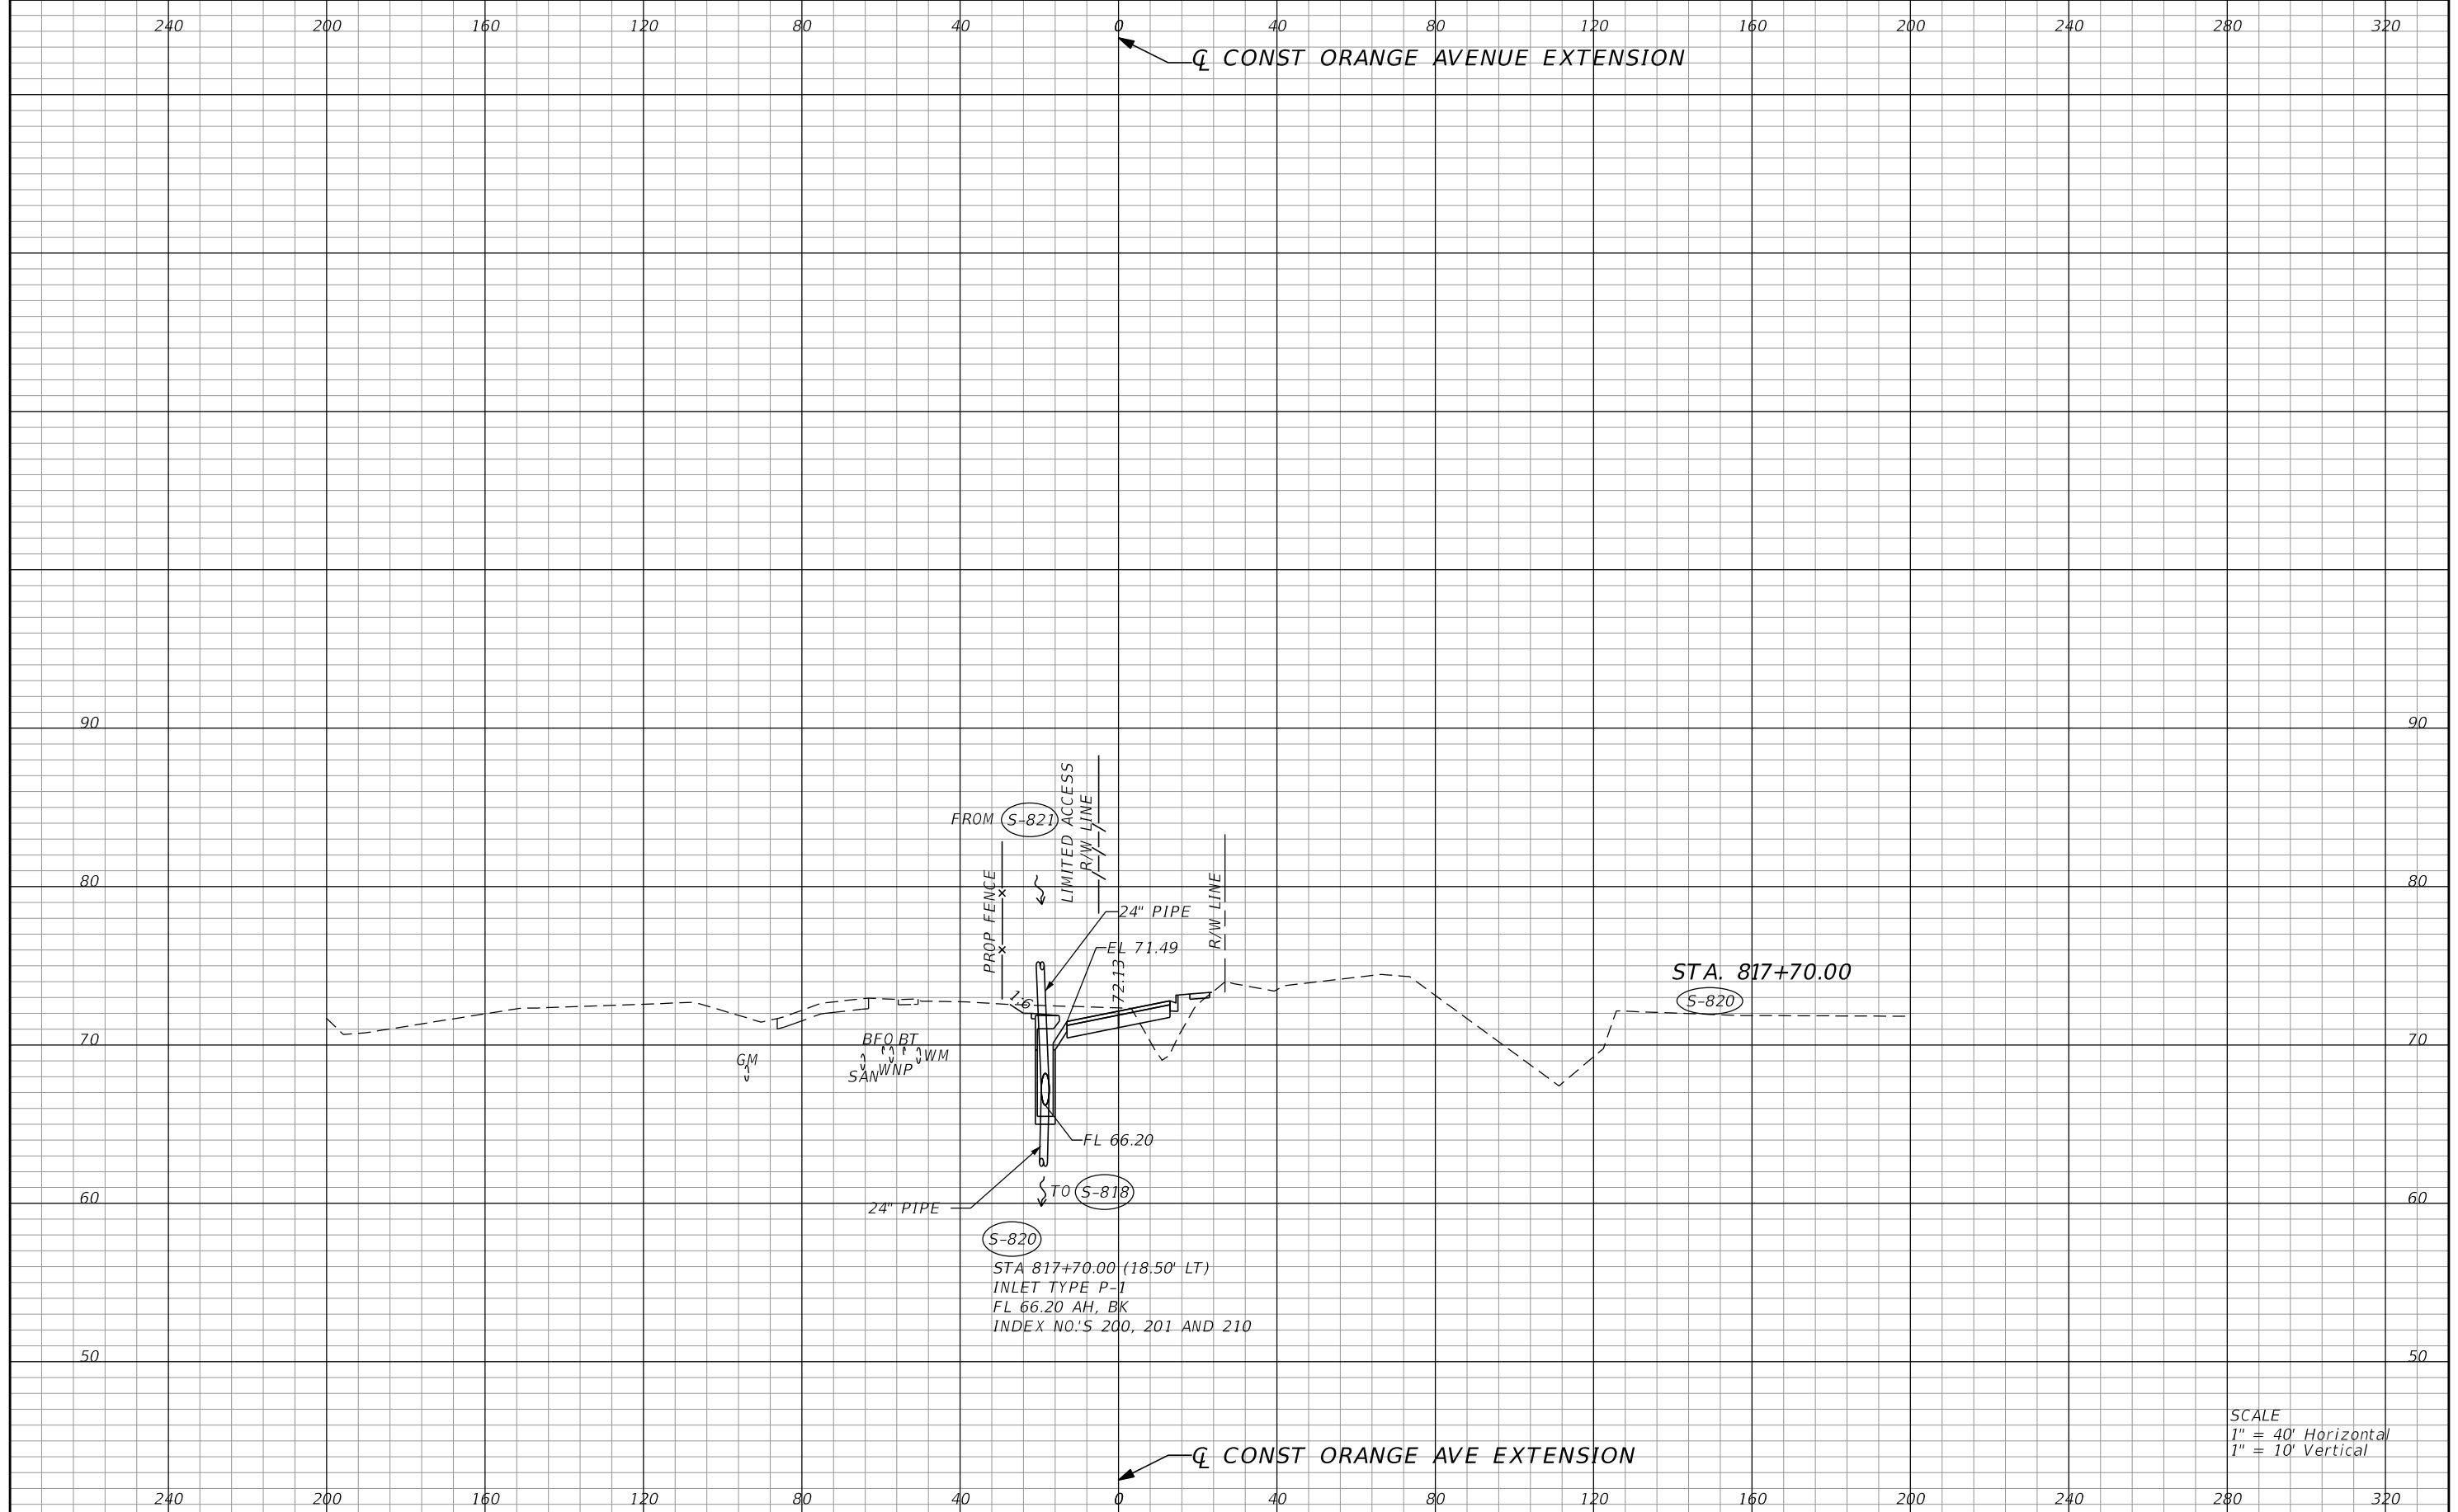 240 200 160 120 80 40 0 40 80 120 160 200 240 280 320
℄ CONST ORANGE AVENUE EXTENSION
90 90
LIMITED ACCESS
R/W LINE
FROM S-821
80 80
PROP FENCE
R/W LINE
24" PIPE
EL 71.49
72.13
STA. 817+70.00
S-820
1:6
70 70
BFO BT
WM
GM
SAN
WNP
FL 66.20
TO S-818
60 60
24" PIPE
S-820
STA 817+70.00 (18.50' LT)
INLET TYPE P-1
FL 66.20 AH, BK
INDEX NO.'S 200, 201 AND 210
50 50
SCALE
1" = 40' Horizontal
1" = 10' Vertical
℄ CONST ORANGE AVE EXTENSION
240 200 160 120 80 40 0 40 80 120 160 200 240 280 320